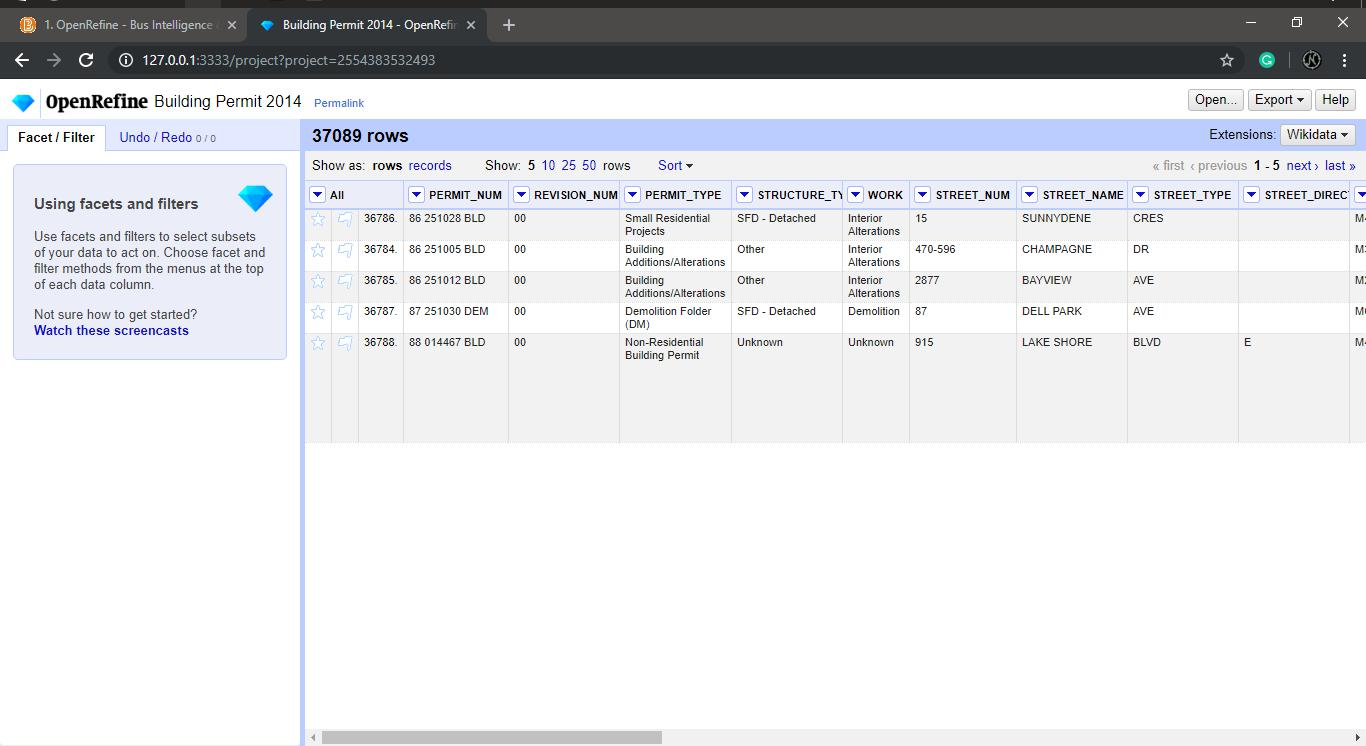 1. OpenRefine - Bus Intelligence
Building Permit 2014 - OpenRefin
127.0.0.1:3333/project?project=2554383532493
OpenRefine Building Permit 2014 Permalink
Open... Export Help
Facet / Filter Undo / Redo 0 / 0
37089 rows
Extensions: Wikidata
Show as: rows records Show: 5 10 25 50 rows Sort
« first ‹ previous 1 - 5 next › last »
Using facets and filters
Use facets and filters to select subsets
of your data to act on. Choose facet and
filter methods from the menus at the top
of each data column.
Not sure how to get started?
Watch these screencasts
All PERMIT_NUM REVISION_NUM PERMIT_TYPE STRUCTURE_TY WORK STREET_NUM STREET_NAME STREET_TYPE STREET_DIREC
36786. 86 251028 BLD 00 Small Residential Projects SFD - Detached Interior Alterations 15 SUNNYDENE CRES
36784. 86 251005 BLD 00 Building Additions/Alterations Other Interior Alterations 470-596 CHAMPAGNE DR
36785. 86 251012 BLD 00 Building Additions/Alterations Other Interior Alterations 2877 BAYVIEW AVE
36787. 87 251030 DEM 00 Demolition Folder (DM) SFD - Detached Demolition 87 DELL PARK AVE
36788. 88 014467 BLD 00 Non-Residential Building Permit Unknown Unknown 915 LAKE SHORE BLVD E